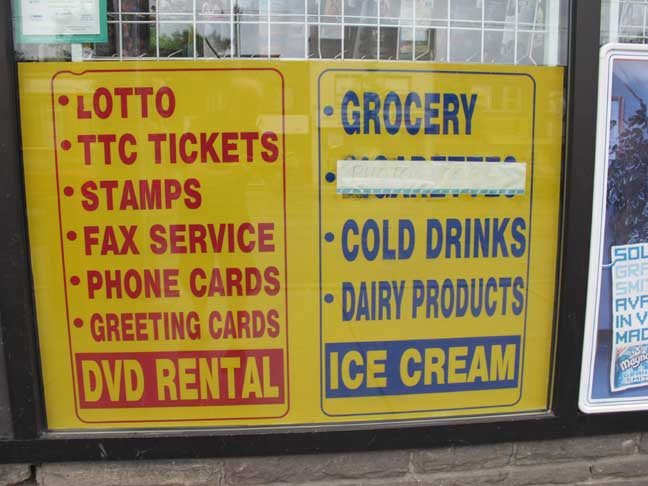 • LOTTO
• TTC TICKETS
• STAMPS
• FAX SERVICE
• PHONE CARDS
• GREETING CARDS
DVD RENTAL
• GROCERY
• CIGARETTES
• COLD DRINKS
• DAIRY PRODUCTS
ICE CREAM